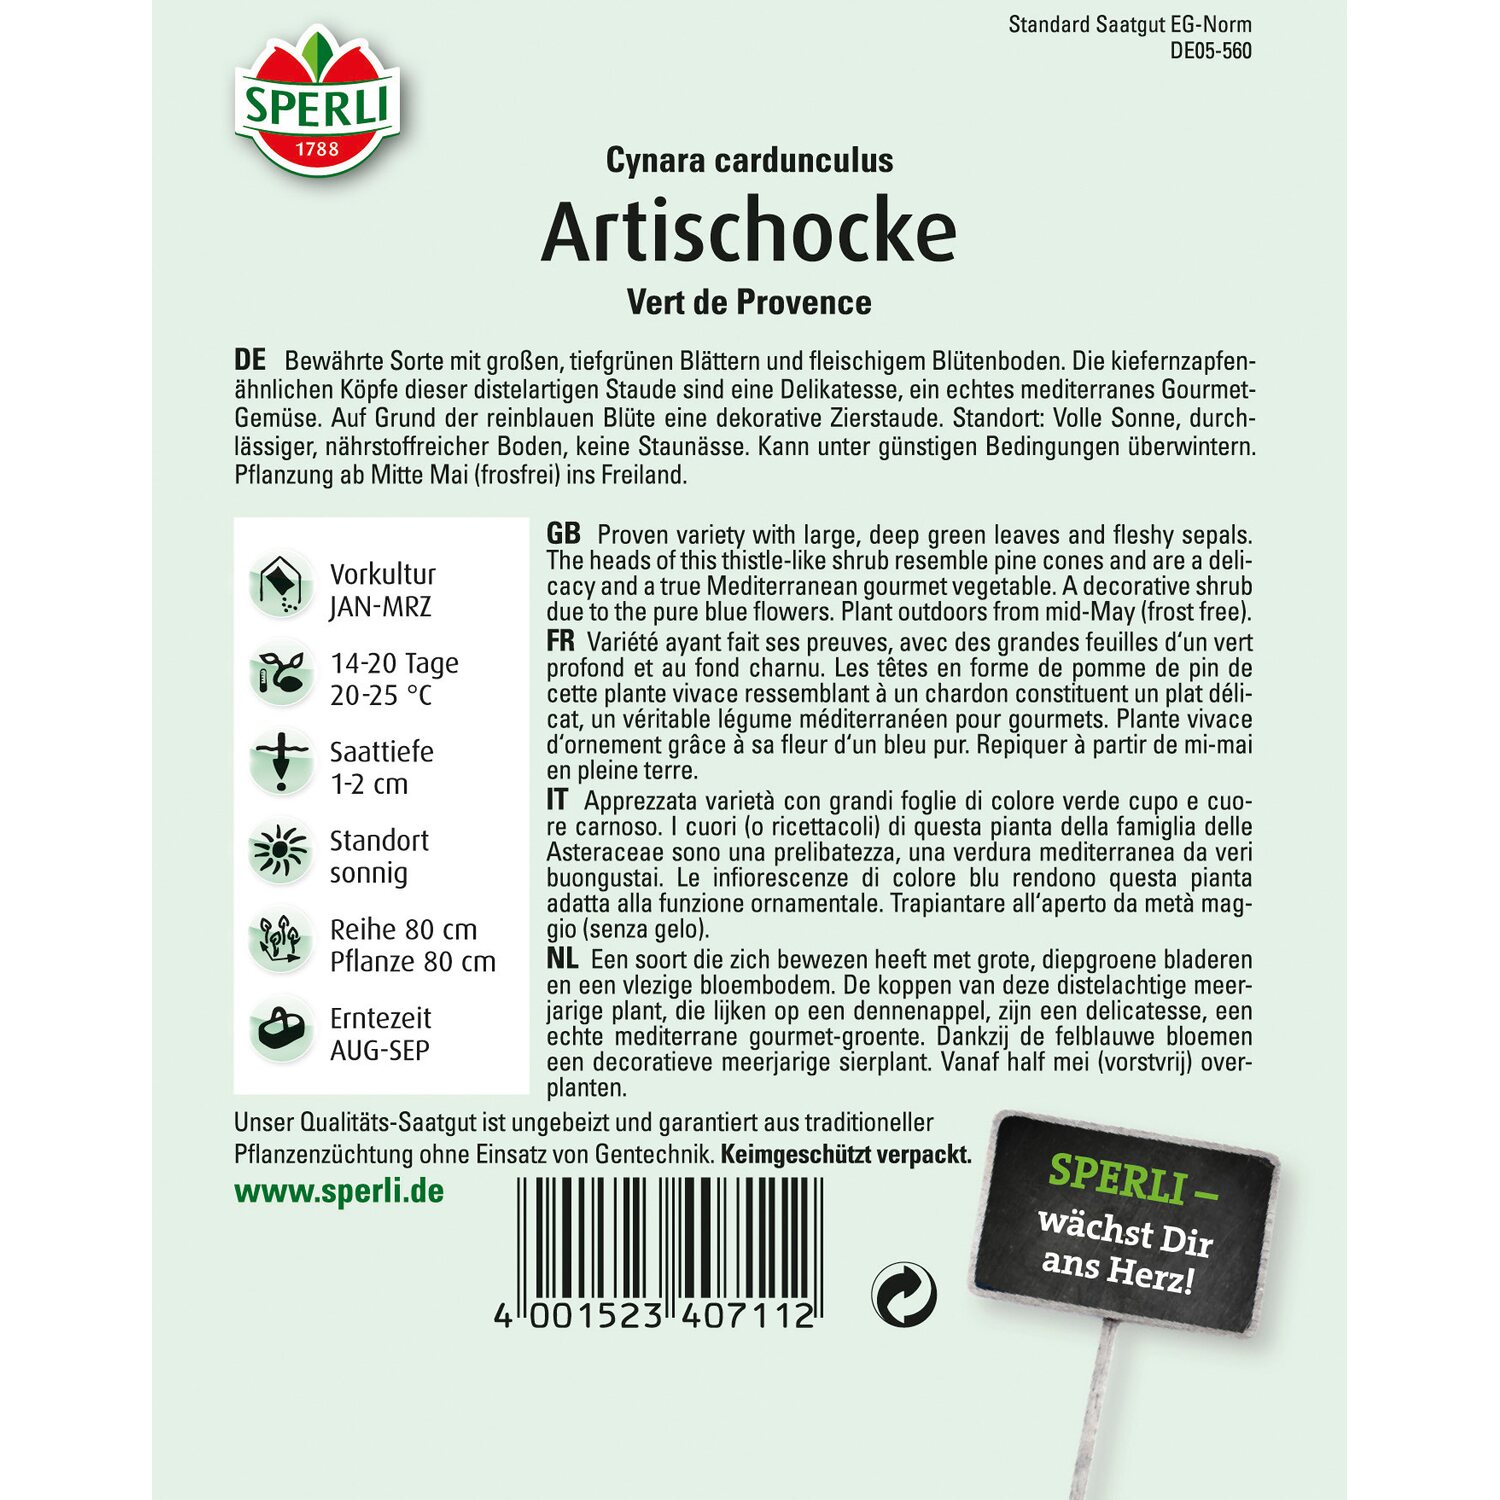 Standard Saatgut EG-Norm
DE05-560
SPERLI
1788
Cynara cardunculus
Artischocke
Vert de Provence
DE Bewährte Sorte mit großen, tiefgrünen Blättern und fleischigem Blütenboden. Die kiefernzapfen-
ähnlichen Köpfe dieser distelartigen Staude sind eine Delikatesse, ein echtes mediterranes Gourmet-
Gemüse. Auf Grund der reinblauen Blüte eine dekorative Zierstaude. Standort: Volle Sonne, durch-
lässiger, nährstoffreicher Boden, keine Staunässe. Kann unter günstigen Bedingungen überwintern.
Pflanzung ab Mitte Mai (frosfrei) ins Freiland.
Vorkultur
JAN-MRZ
14-20 Tage
20-25 °C
Saattiefe
1-2 cm
Standort
sonnig
Reihe 80 cm
Pflanze 80 cm
Erntezeit
AUG-SEP
GB Proven variety with large, deep green leaves and fleshy sepals.
The heads of this thistle-like shrub resemble pine cones and are a deli-
cacy and a true Mediterranean gourmet vegetable. A decorative shrub
due to the pure blue flowers. Plant outdoors from mid-May (frost free).
FR Variété ayant fait ses preuves, avec des grandes feuilles d‘un vert
profond et au fond charnu. Les têtes en forme de pomme de pin de
cette plante vivace ressemblant à un chardon constituent un plat déli-
cat, un véritable légume méditerranéen pour gourmets. Plante vivace
d‘ornement grâce à sa fleur d‘un bleu pur. Repiquer à partir de mi-mai
en pleine terre.
IT Apprezzata varietà con grandi foglie di colore verde cupo e cuo-
re carnoso. I cuori (o ricettacoli) di questa pianta della famiglia delle
Asteraceae sono una prelibatezza, una verdura mediterranea da veri
buongustai. Le infiorescenze di colore blu rendono questa pianta
adatta alla funzione ornamentale. Trapiantare all‘aperto da metà mag-
gio (senza gelo).
NL Een soort die zich bewezen heeft met grote, diepgroene bladeren
en een vlezige bloembodem. De koppen van deze distelachtige meer-
jarige plant, die lijken op een dennenappel, zijn een delicatesse, een
echte mediterrane gourmet-groente. Dankzij de felblauwe bloemen
een decoratieve meerjarige sierplant. Vanaf half mei (vorstvrij) over-
planten.
Unser Qualitäts-Saatgut ist ungebeizt und garantiert aus traditioneller
Pflanzenzüchtung ohne Einsatz von Gentechnik. Keimgeschützt verpackt.
www.sperli.de
4 001523 407112
SPERLI –
wächst Dir
ans Herz!